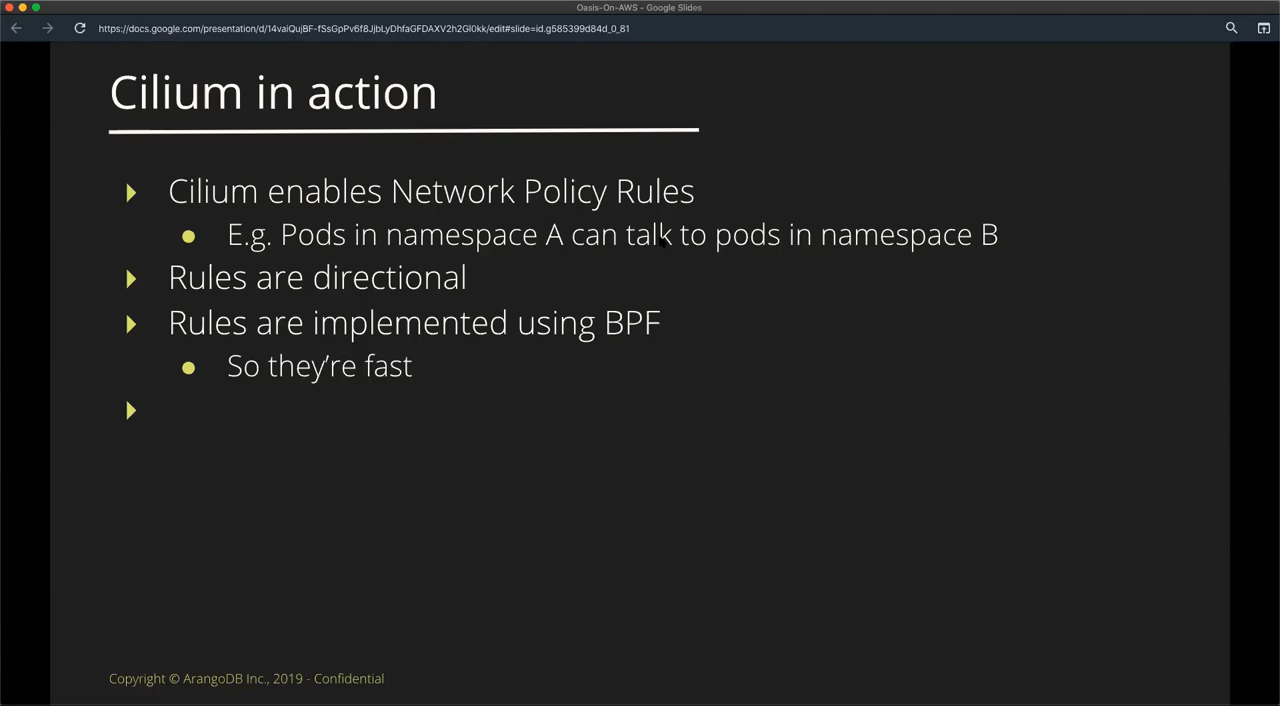 Oasis-On-AWS - Google Slides
https://docs.google.com/presentation/d/14vaiQujBF-fSsGpPv6f8JjbLyDhfaGFDAXV2h2Gl0kk/edit#slide=id.g585399d84d_0_81
Cilium in action
Cilium enables Network Policy Rules
E.g. Pods in namespace A can talk to pods in namespace B
Rules are directional
Rules are implemented using BPF
So they’re fast
Copyright © ArangoDB Inc., 2019 - Confidential